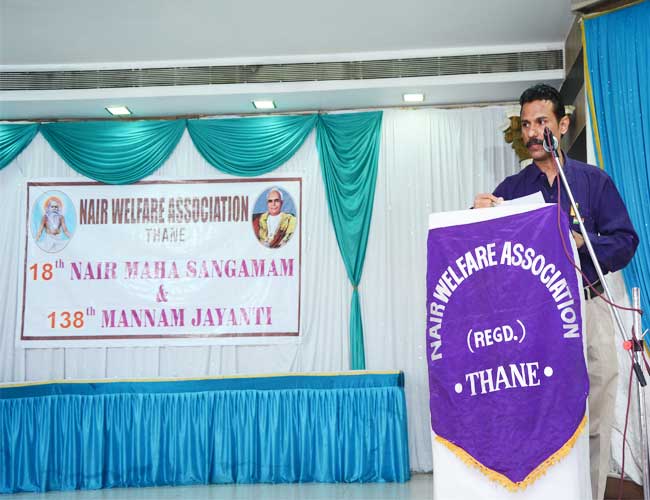 NAIR WELFARE ASSOCIATION
THANE
18th NAIR MAHA SANGAMAM
&
138th MANNAM JAYANTI
NAIR WELFARE ASSOCIATION
(REGD.)
• THANE •